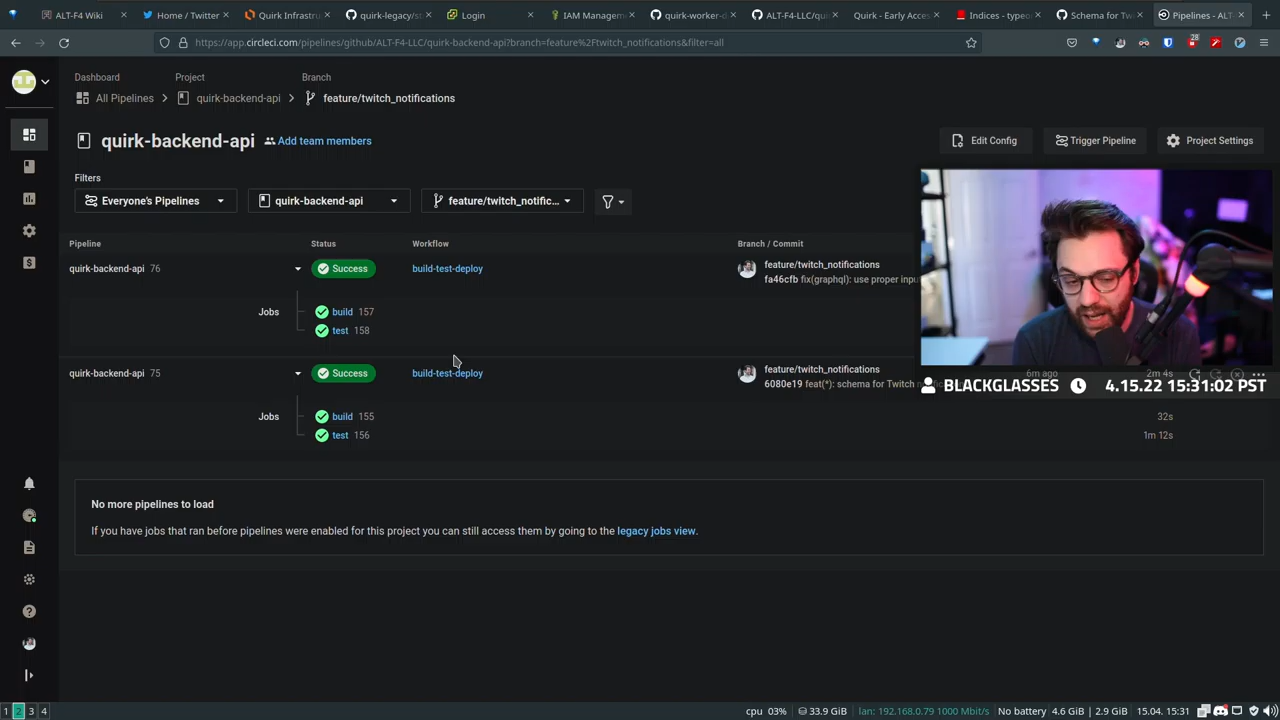 ALT-F4 Wiki
Home / Twitter
Quirk Infrastru
quirk-legacy/st
Login
IAM Managem
quirk-worker-d
ALT-F4-LLC/qui
Quirk - Early Acces
Indices - typeo
Schema for Tw
Pipelines - ALT
https://app.circleci.com/pipelines/github/ALT-F4-LLC/quirk-backend-api?branch=feature%2Ftwitch_notifications&filter=all
28
Dashboard
Project
Branch
All Pipelines
quirk-backend-api
feature/twitch_notifications
quirk-backend-api
Add team members
Edit Config
Trigger Pipeline
Project Settings
Filters
Everyone's Pipelines
quirk-backend-api
feature/twitch_notific...
Pipeline
Status
Workflow
Branch / Commit
quirk-backend-api 76
Success
build-test-deploy
feature/twitch_notifications
fa46cfb fix(graphql): use proper inpu
Jobs
build 157
test 158
quirk-backend-api 75
Success
build-test-deploy
feature/twitch_notifications
6080e19 feat(*): schema for Twitch
6m ago
2m 4s
BLACKGLASSES
4.15.22 15:31:02 PST
Jobs
build 155
32s
test 156
1m 12s
No more pipelines to load
If you have jobs that ran before pipelines were enabled for this project you can still access them by going to the legacy jobs view.
1 2 3 4
cpu 03%
33.9 GiB
lan: 192.168.0.79 1000 Mbit/s
No battery
4.6 GiB | 2.9 GiB
15.04. 15:31